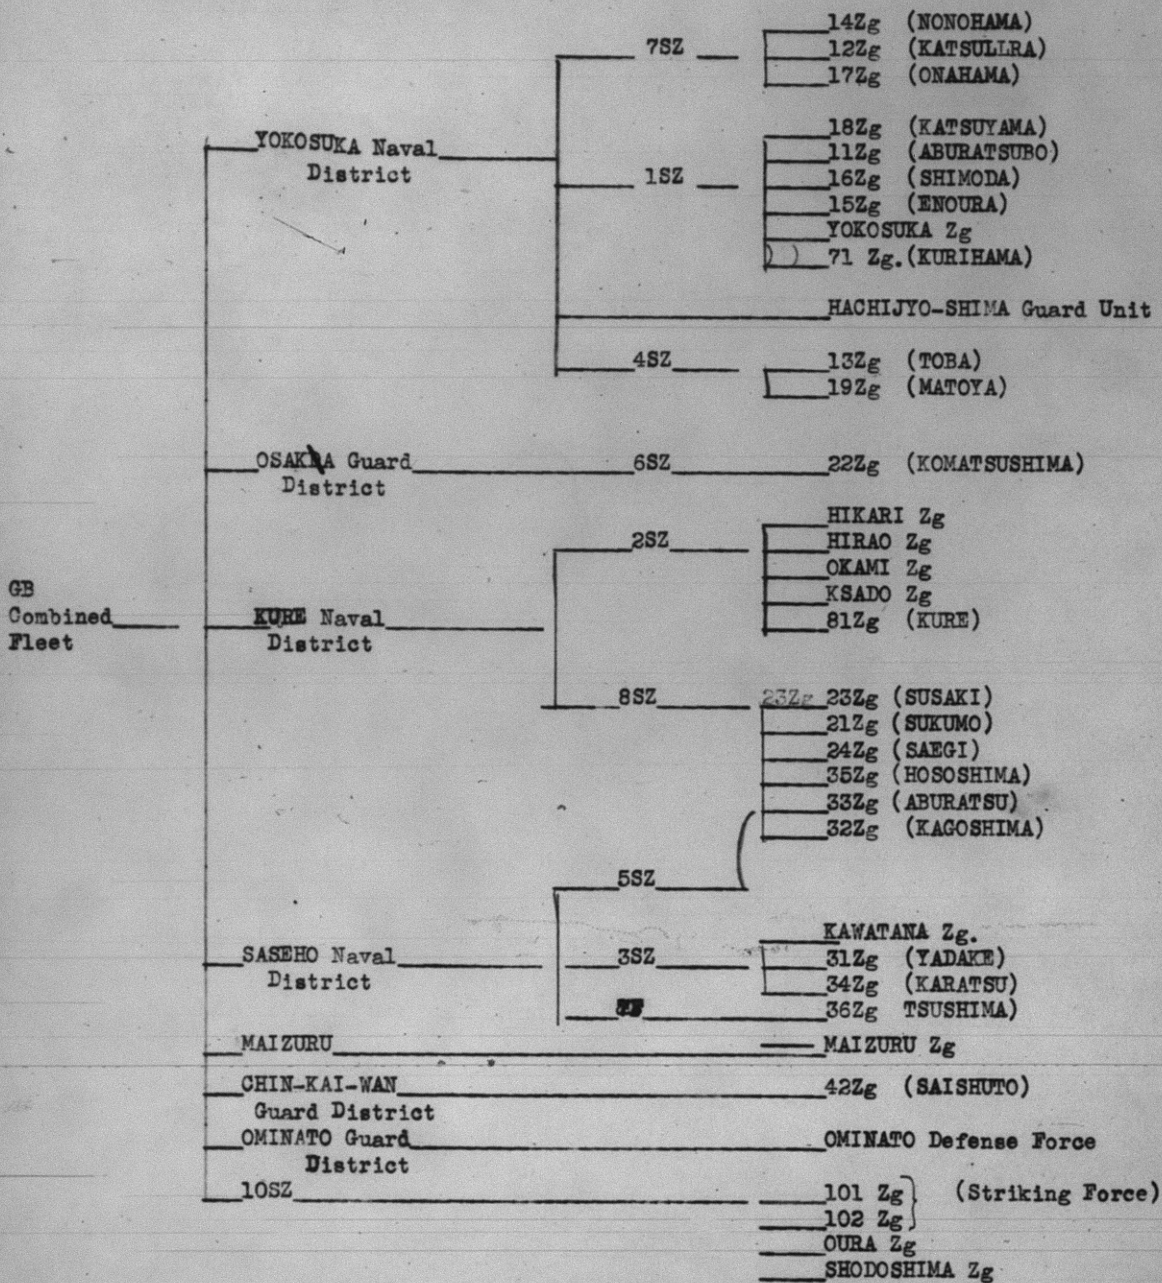 14Zg (NONOHAMA)
7SZ
12Zg (KATSULLRA)
17Zg (ONAHAMA)
YOKOSUKA Naval
District
18Zg (KATSUYAMA)
11Zg (ABURATSUBO)
1SZ
16Zg (SHIMODA)
15Zg (ENOURA)
YOKOSUKA Zg
71 Zg. (KURIHAMA)
HACHIJYO-SHIMA Guard Unit
4SZ
13Zg (TOBA)
19Zg (MATOYA)
OSAKA Guard
District
6SZ
22Zg (KOMATSUSHIMA)
GB
Combined
Fleet
KURE Naval
District
2SZ
HIKARI Zg
HIRAO Zg
OKAMI Zg
KSADO Zg
81Zg (KURE)
8SZ
23Zg 23Zg (SUSAKI)
21Zg (SUKUMO)
24Zg (SAEGI)
35Zg (HOSOSHIMA)
33Zg (ABURATSU)
32Zg (KAGOSHIMA)
5SZ
SASEHO Naval
District
KAWATANA Zg.
3SZ
31Zg (YADAKE)
34Zg (KARATSU)
36Zg TSUSHIMA)
MAIZURU
MAIZURU Zg
CHIN-KAI-WAN
Guard District
42Zg (SAISHUTO)
OMINATO Guard
District
OMINATO Defense Force
10SZ
101 Zg (Striking Force)
102 Zg
OURA Zg
SHODOSHIMA Zg